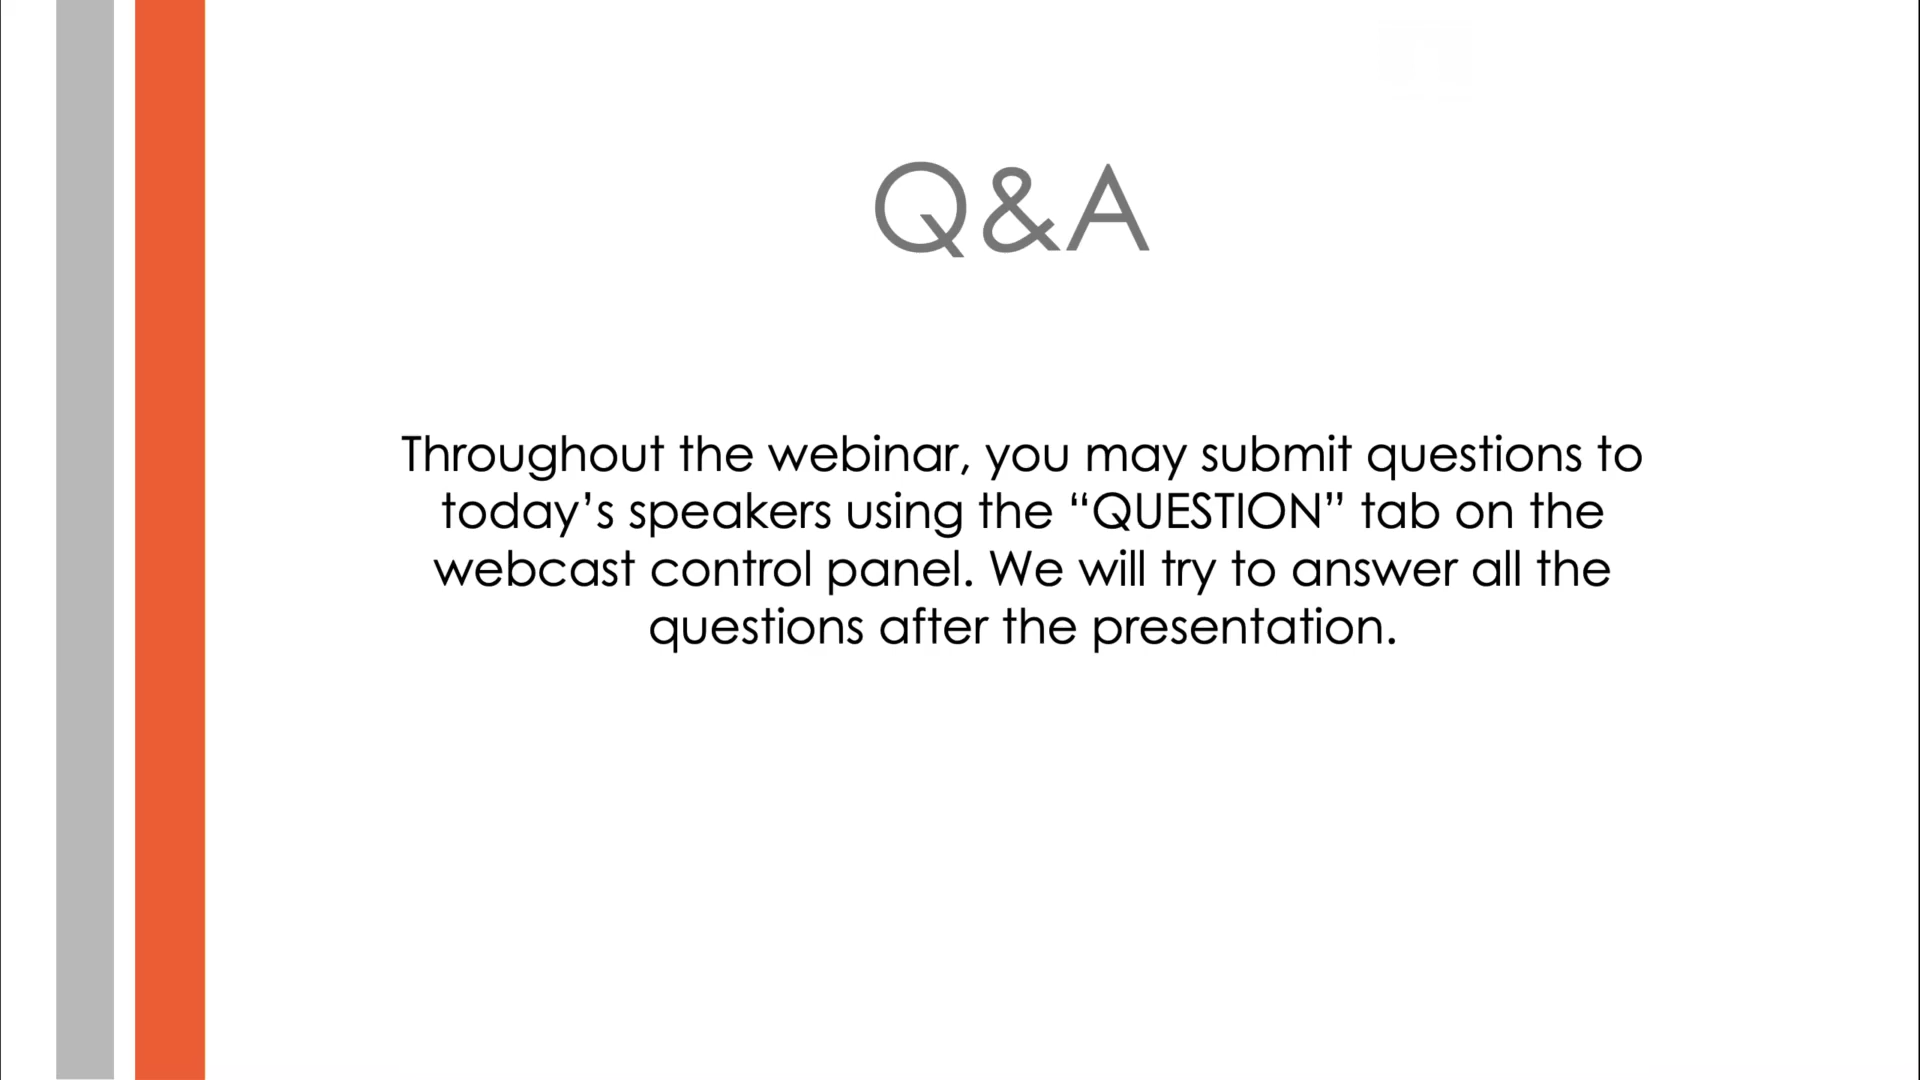 Q&A
Throughout the webinar, you may submit questions to
today’s speakers using the “QUESTION” tab on the
webcast control panel. We will try to answer all the
questions after the presentation.